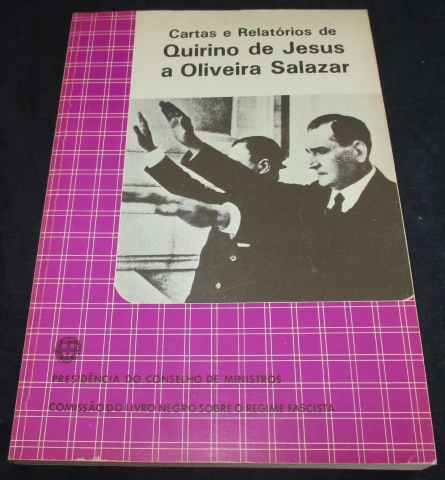 Cartas e Relatórios de
Quirino de Jesus
a Oliveira Salazar
PRESIDÊNCIA DO CONSELHO DE MINISTROS
COMISSÃO DO LIVRO NEGRO SOBRE O REGIME FASCISTA